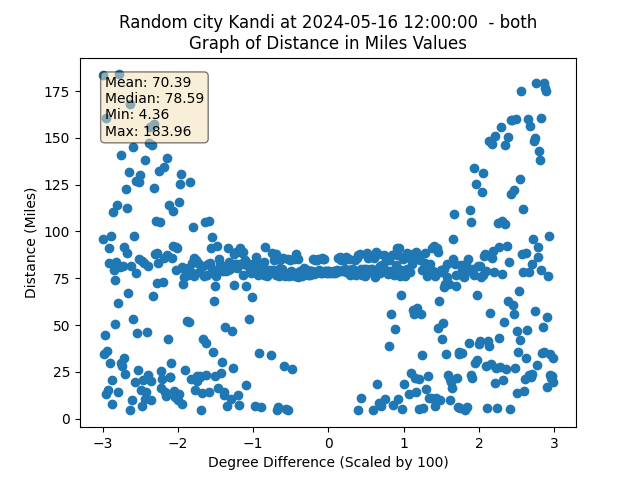 Random city Kandi at 2024-05-16 12:00:00  - both
Graph of Distance in Miles Values
Mean: 70.39
Median: 78.59
Min: 4.36
Max: 183.96
Distance (Miles)
175
150
125
100
75
50
25
0
−3
−2
−1
0
1
2
3
Degree Difference (Scaled by 100)